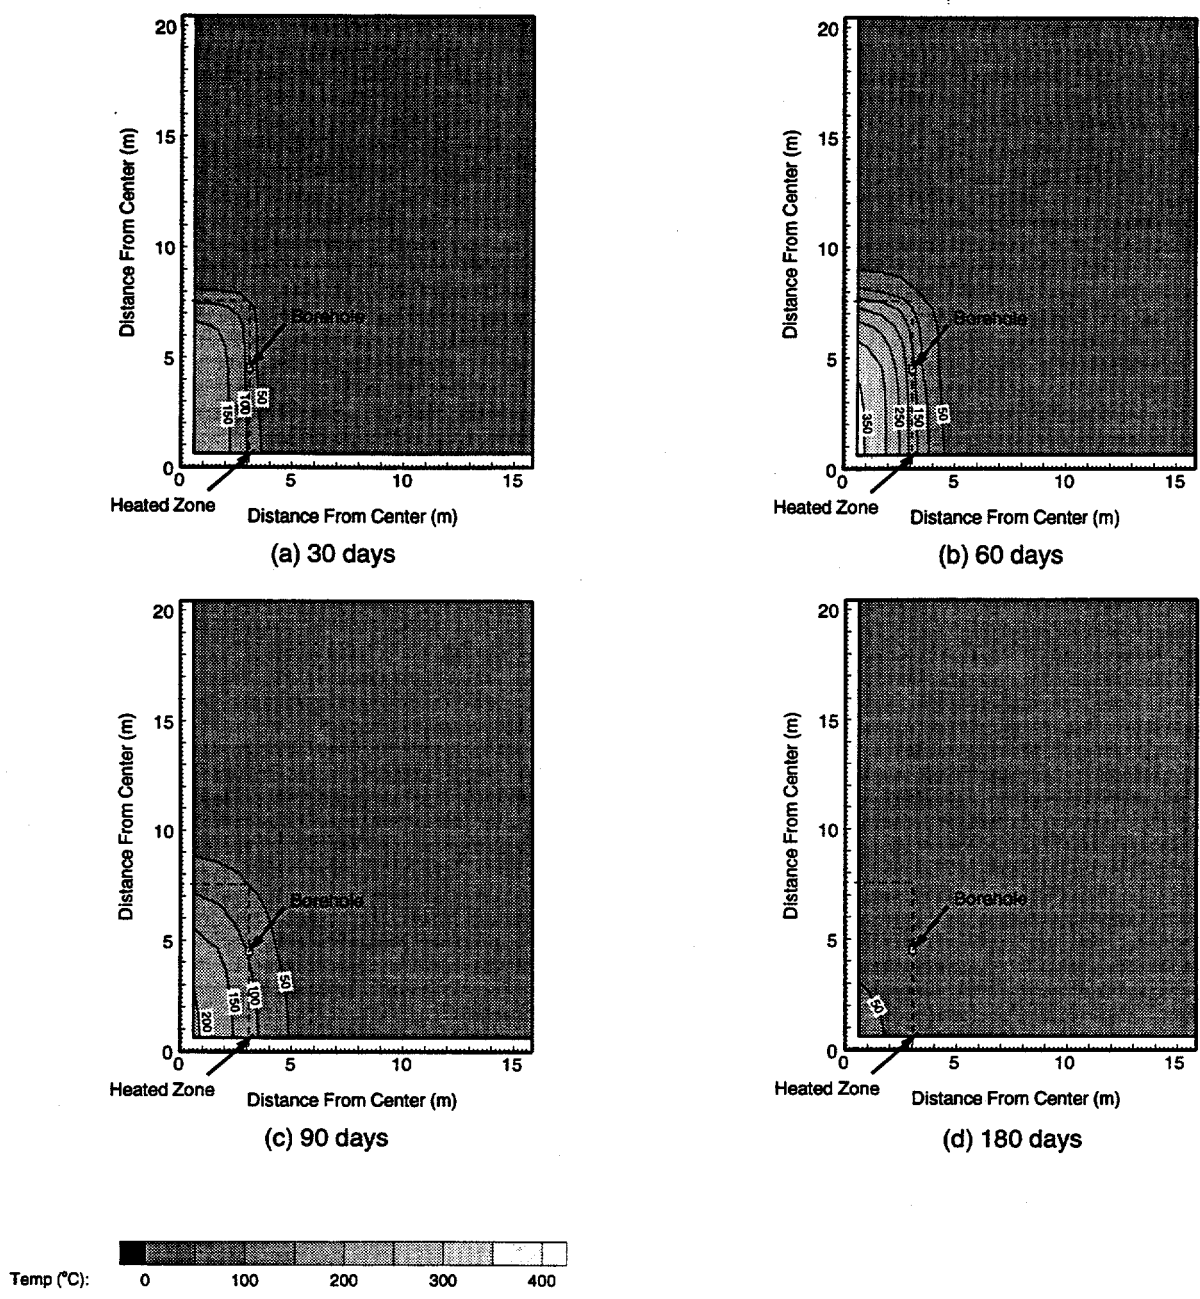 20
15
10
5
0
Distance From Center (m)
Borehole
150
100
50
0 5 10 15
Heated Zone
Distance From Center (m)
(a) 30 days
20
15
10
5
0
Distance From Center (m)
Borehole
350
250
150
50
0 5 10 15
Heated Zone
Distance From Center (m)
(b) 60 days
20
15
10
5
0
Distance From Center (m)
Borehole
200
150
100
50
0 5 10 15
Heated Zone
Distance From Center (m)
(c) 90 days
20
15
10
5
0
Distance From Center (m)
Borehole
50
0 5 10 15
Heated Zone
Distance From Center (m)
(d) 180 days
Temp (°C): 0 100 200 300 400